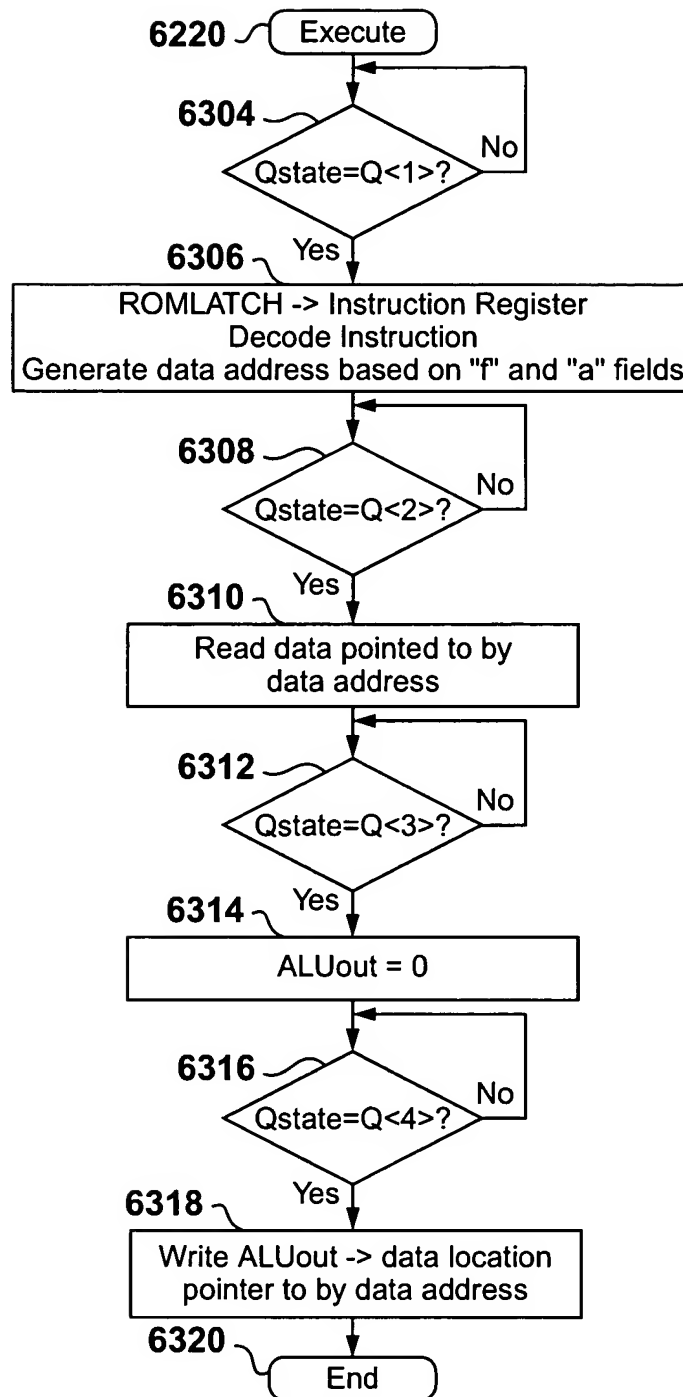 6220
Execute
6304
Qstate=Q<1>?
No
Yes
6306
ROMLATCH -> Instruction Register
Decode Instruction
Generate data address based on "f" and "a" fields
6308
Qstate=Q<2>?
No
Yes
6310
Read data pointed to by
data address
6312
Qstate=Q<3>?
No
Yes
6314
ALUout = 0
6316
Qstate=Q<4>?
No
Yes
6318
Write ALUout -> data location
pointer to by data address
6320
End